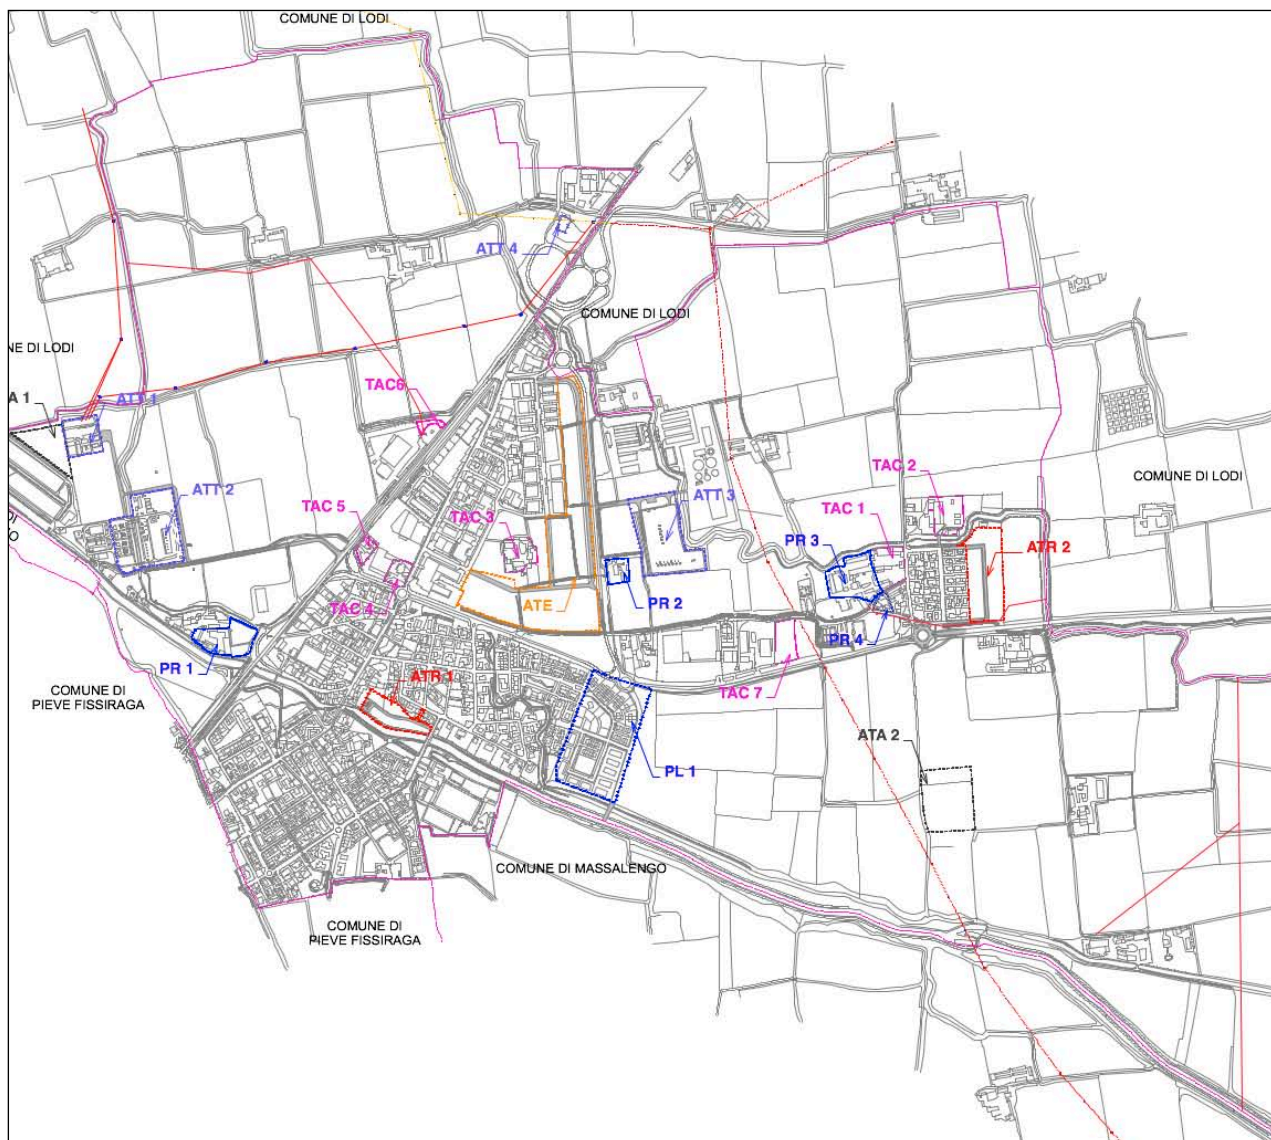 COMUNE DI LODI
ATT 4
COMUNE DI LODI
NE DI LODI
TAC6
A 1
ATT 1
TAC 2
COMUNE DI LODI
ATT 2
ATT 3
TAC 5
TAC 3
TAC 1
PR 3
ATR 2
TAC 4
ATE
PR 2
PR 4
PR 1
ATR 1
COMUNE DI
PIEVE FISSIRAGA
TAC 7
ATA 2
PL 1
COMUNE DI MASSALENGO
COMUNE DI
PIEVE FISSIRAGA